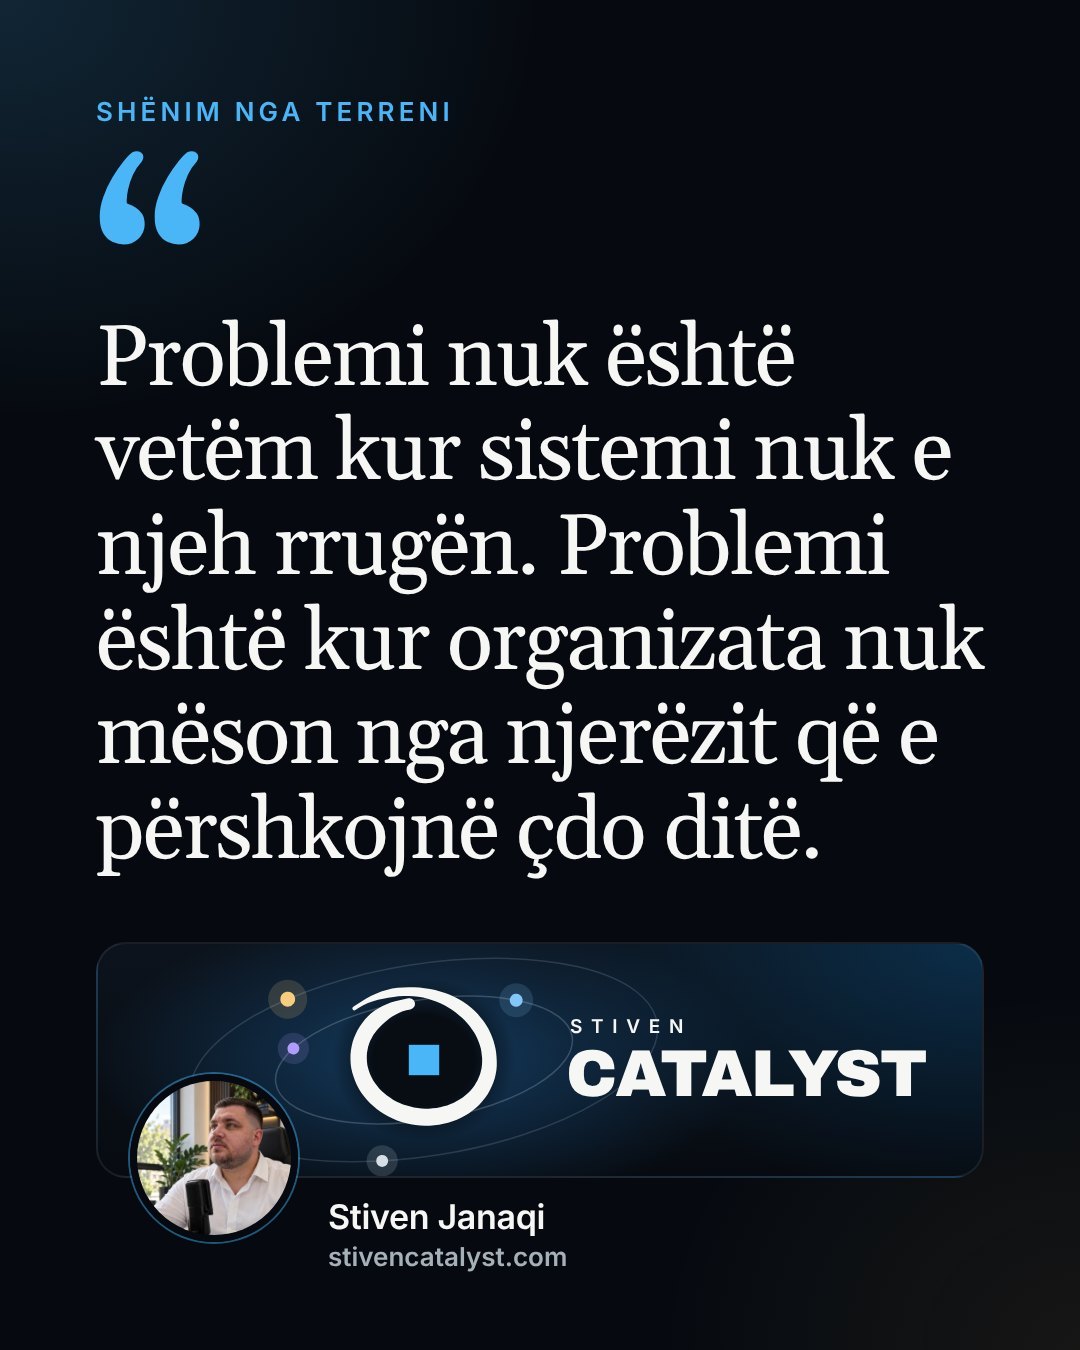 SHËNIM NGA TERRENI
“
Problemi nuk është
vetëm kur sistemi nuk e
njeh rrugën. Problemi
është kur organizata nuk
mëson nga njerëzit që e
përshkojnë çdo ditë.
STIVEN
CATALYST
Stiven Janaqi
stivencatalyst.com